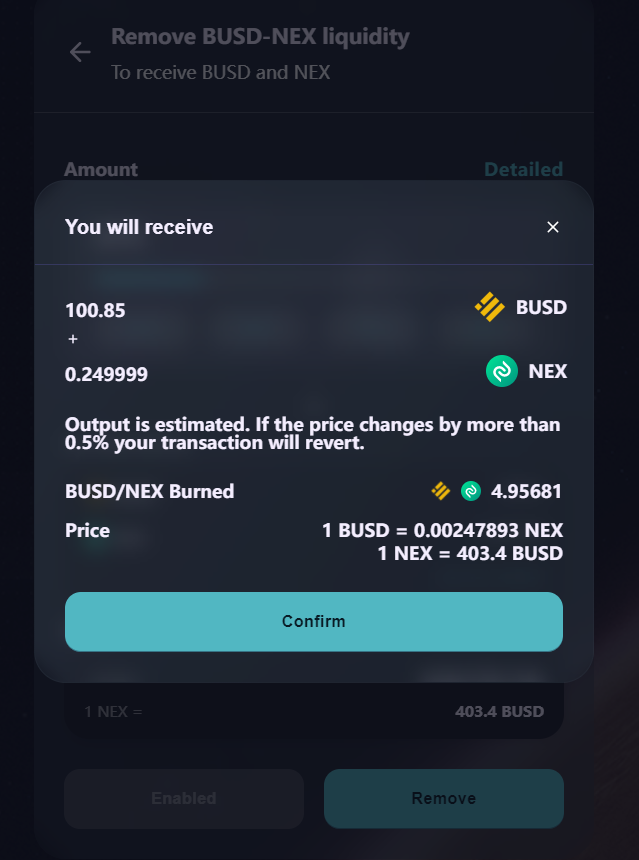 Remove BUSD-NEX liquidity
To receive BUSD and NEX
Amount Detailed
You will receive ×
100.85 BUSD
+
0.249999 NEX
Output is estimated. If the price changes by more than
0.5% your transaction will revert.
BUSD/NEX Burned 4.95681
Price 1 BUSD = 0.00247893 NEX
1 NEX = 403.4 BUSD
Confirm
1 NEX = 403.4 BUSD
Enabled Remove